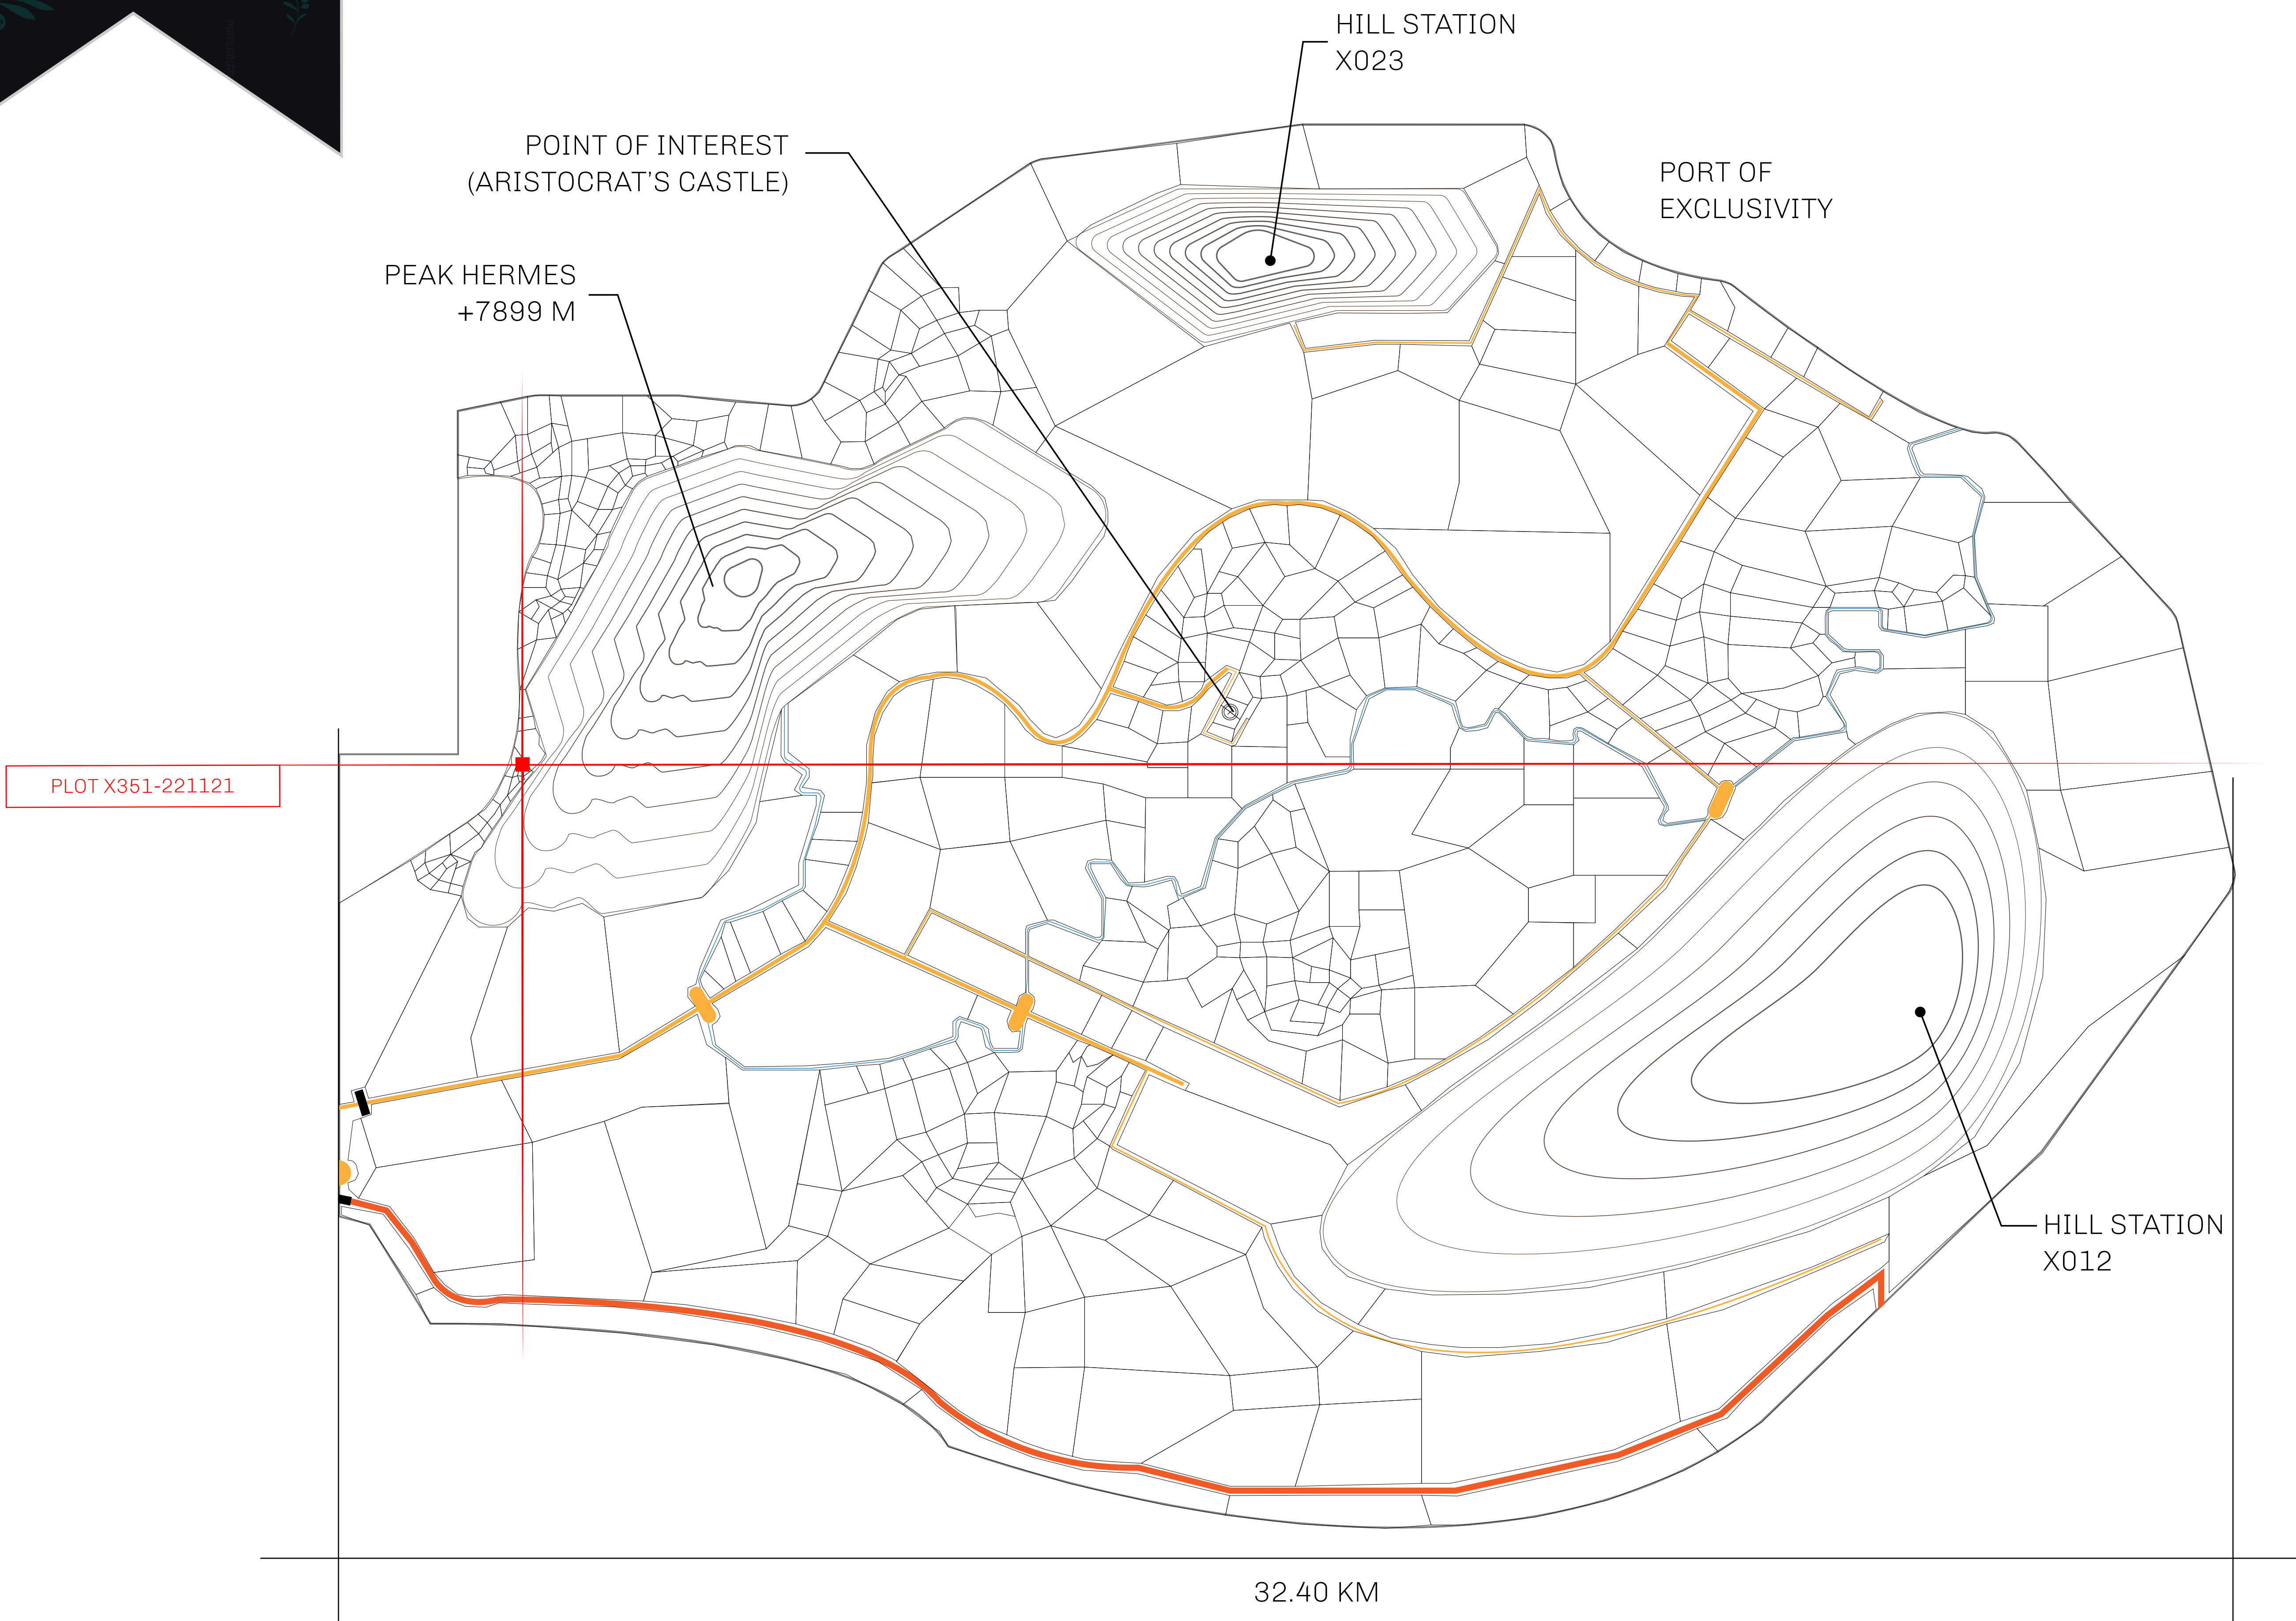 HILL STATION
X023
POINT OF INTEREST
(ARISTOCRAT'S CASTLE)
PORT OF
EXCLUSIVITY
PEAK HERMES
+7899 M
PLOT X351-221121
HILL STATION
X012
32.40 KM